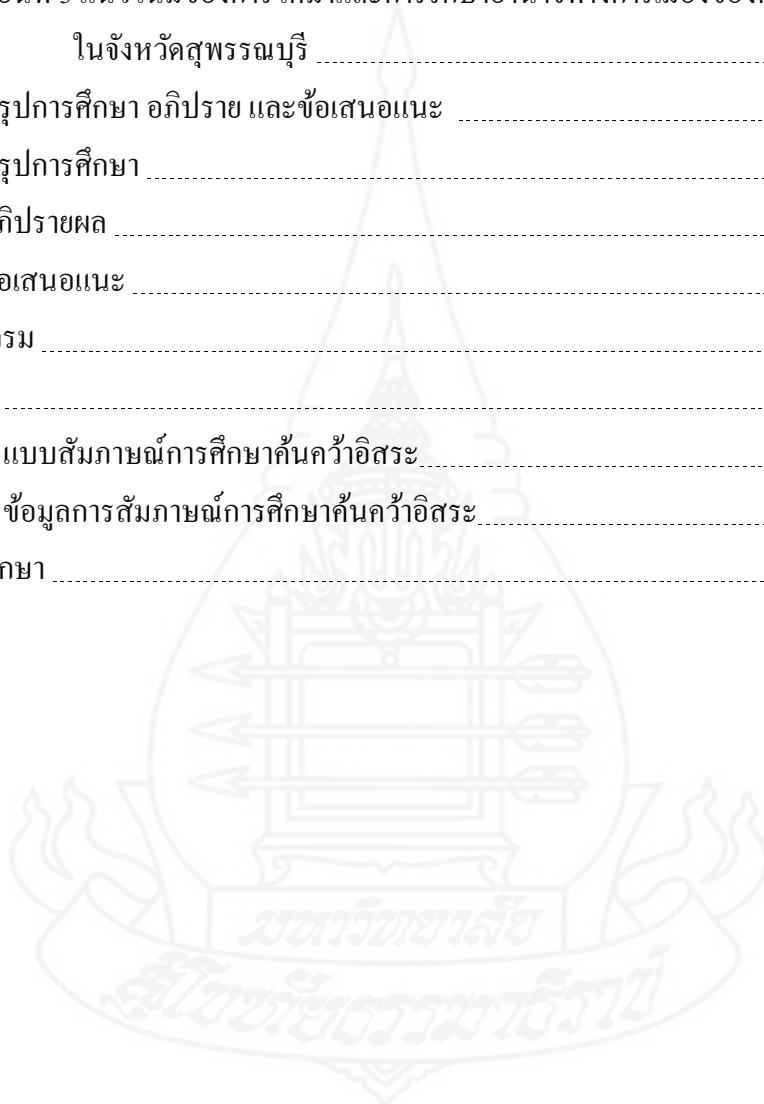 ในจังหวัดสุพรรณบุรี
รุปการศึกษา อภิปราย และข้อเสนอแนะ
รุปการศึกษา
ภิปรายผล
อเสนอแนะ
รม
แบบสัมภาษณ์การศึกษาค้นคว้าอิสระ
ข้อมูลการสัมภาษณ์การศึกษาค้นคว้าอิสระ
กษา
มหาวิทยาลัย
สุโขทัยธรรมาธิราช